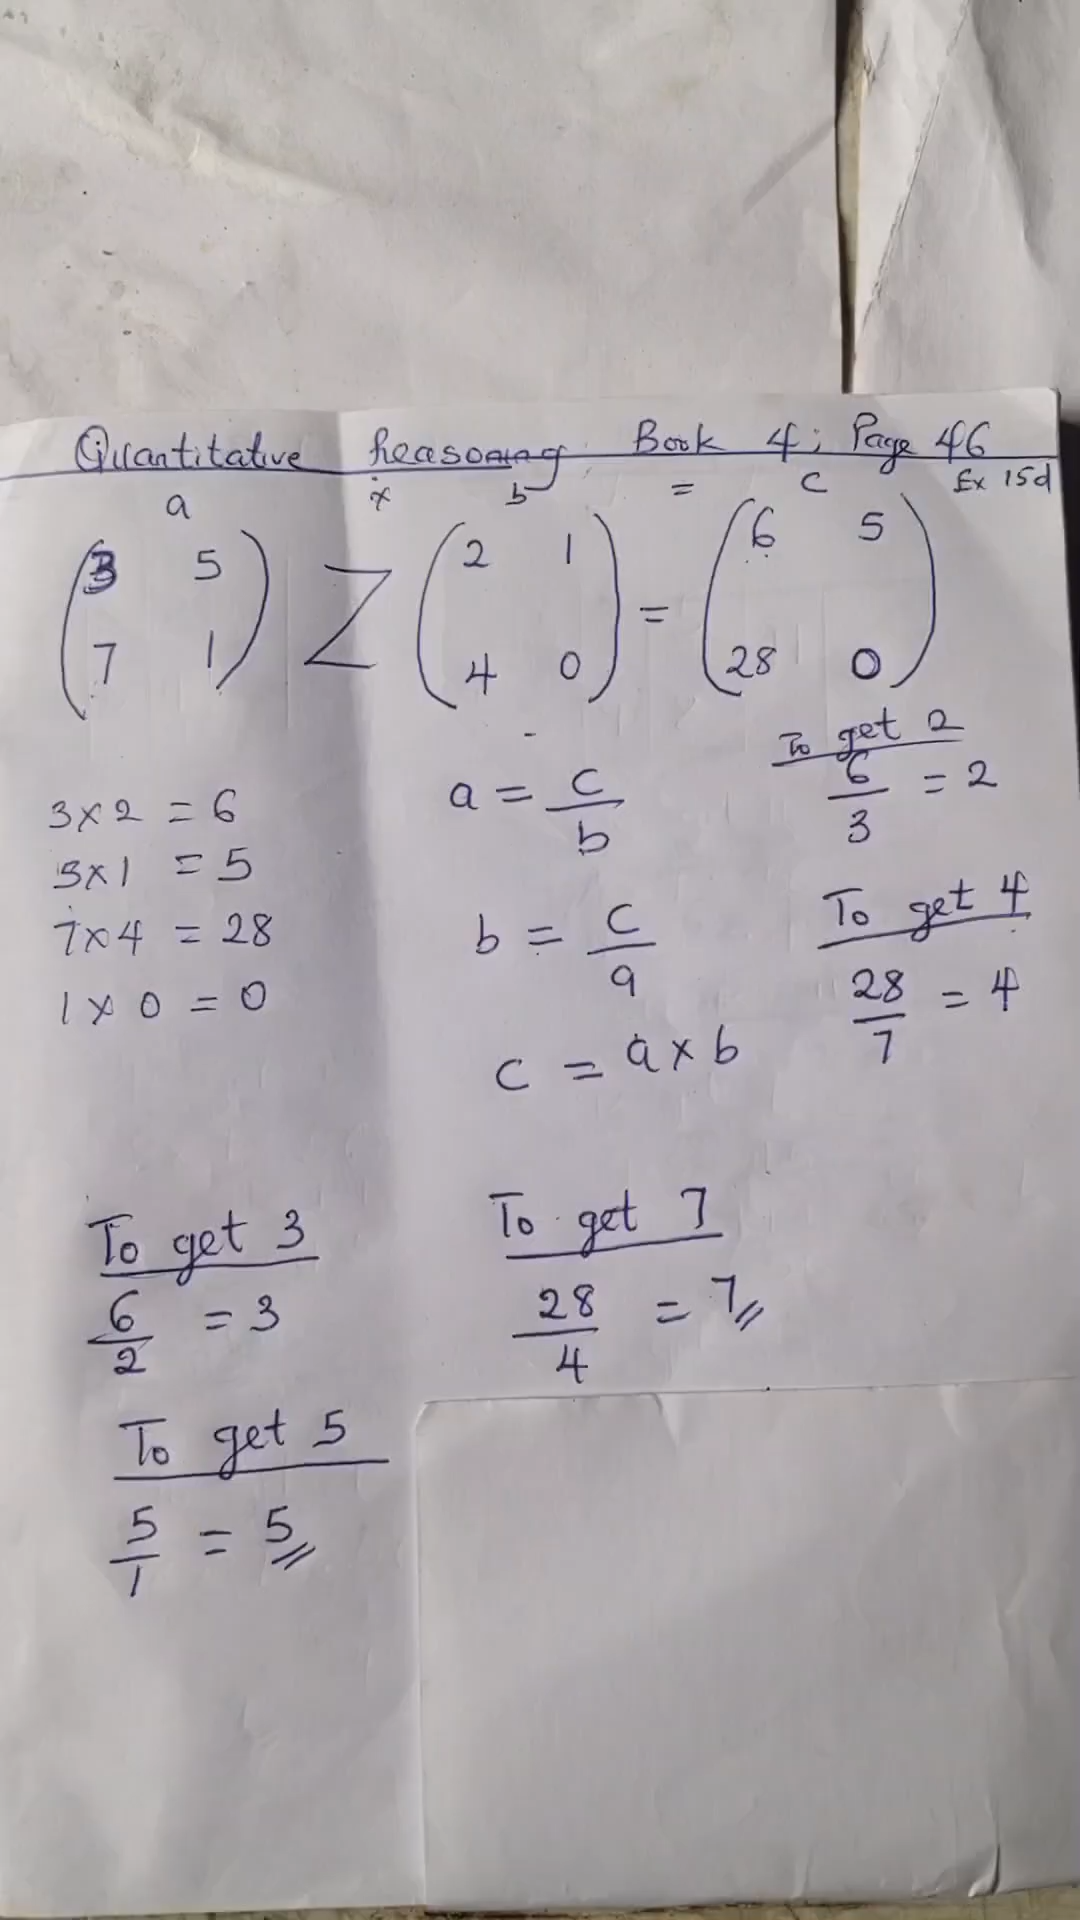 Quantitative Reasoning Book 4; Page 46
Ex 15d
a x b = c
(3 5) Z (2 1) = (6 5)
(7 1) (4 0) (28 0)
3x2 = 6
5x1 = 5
7x4 = 28
1x0 = 0
a = c/b
b = c/a
c = a x b
To get 2
6/3 = 2
To get 4
28/7 = 4
To get 3
6/2 = 3
To get 7
28/4 = 7
To get 5
5/1 = 5